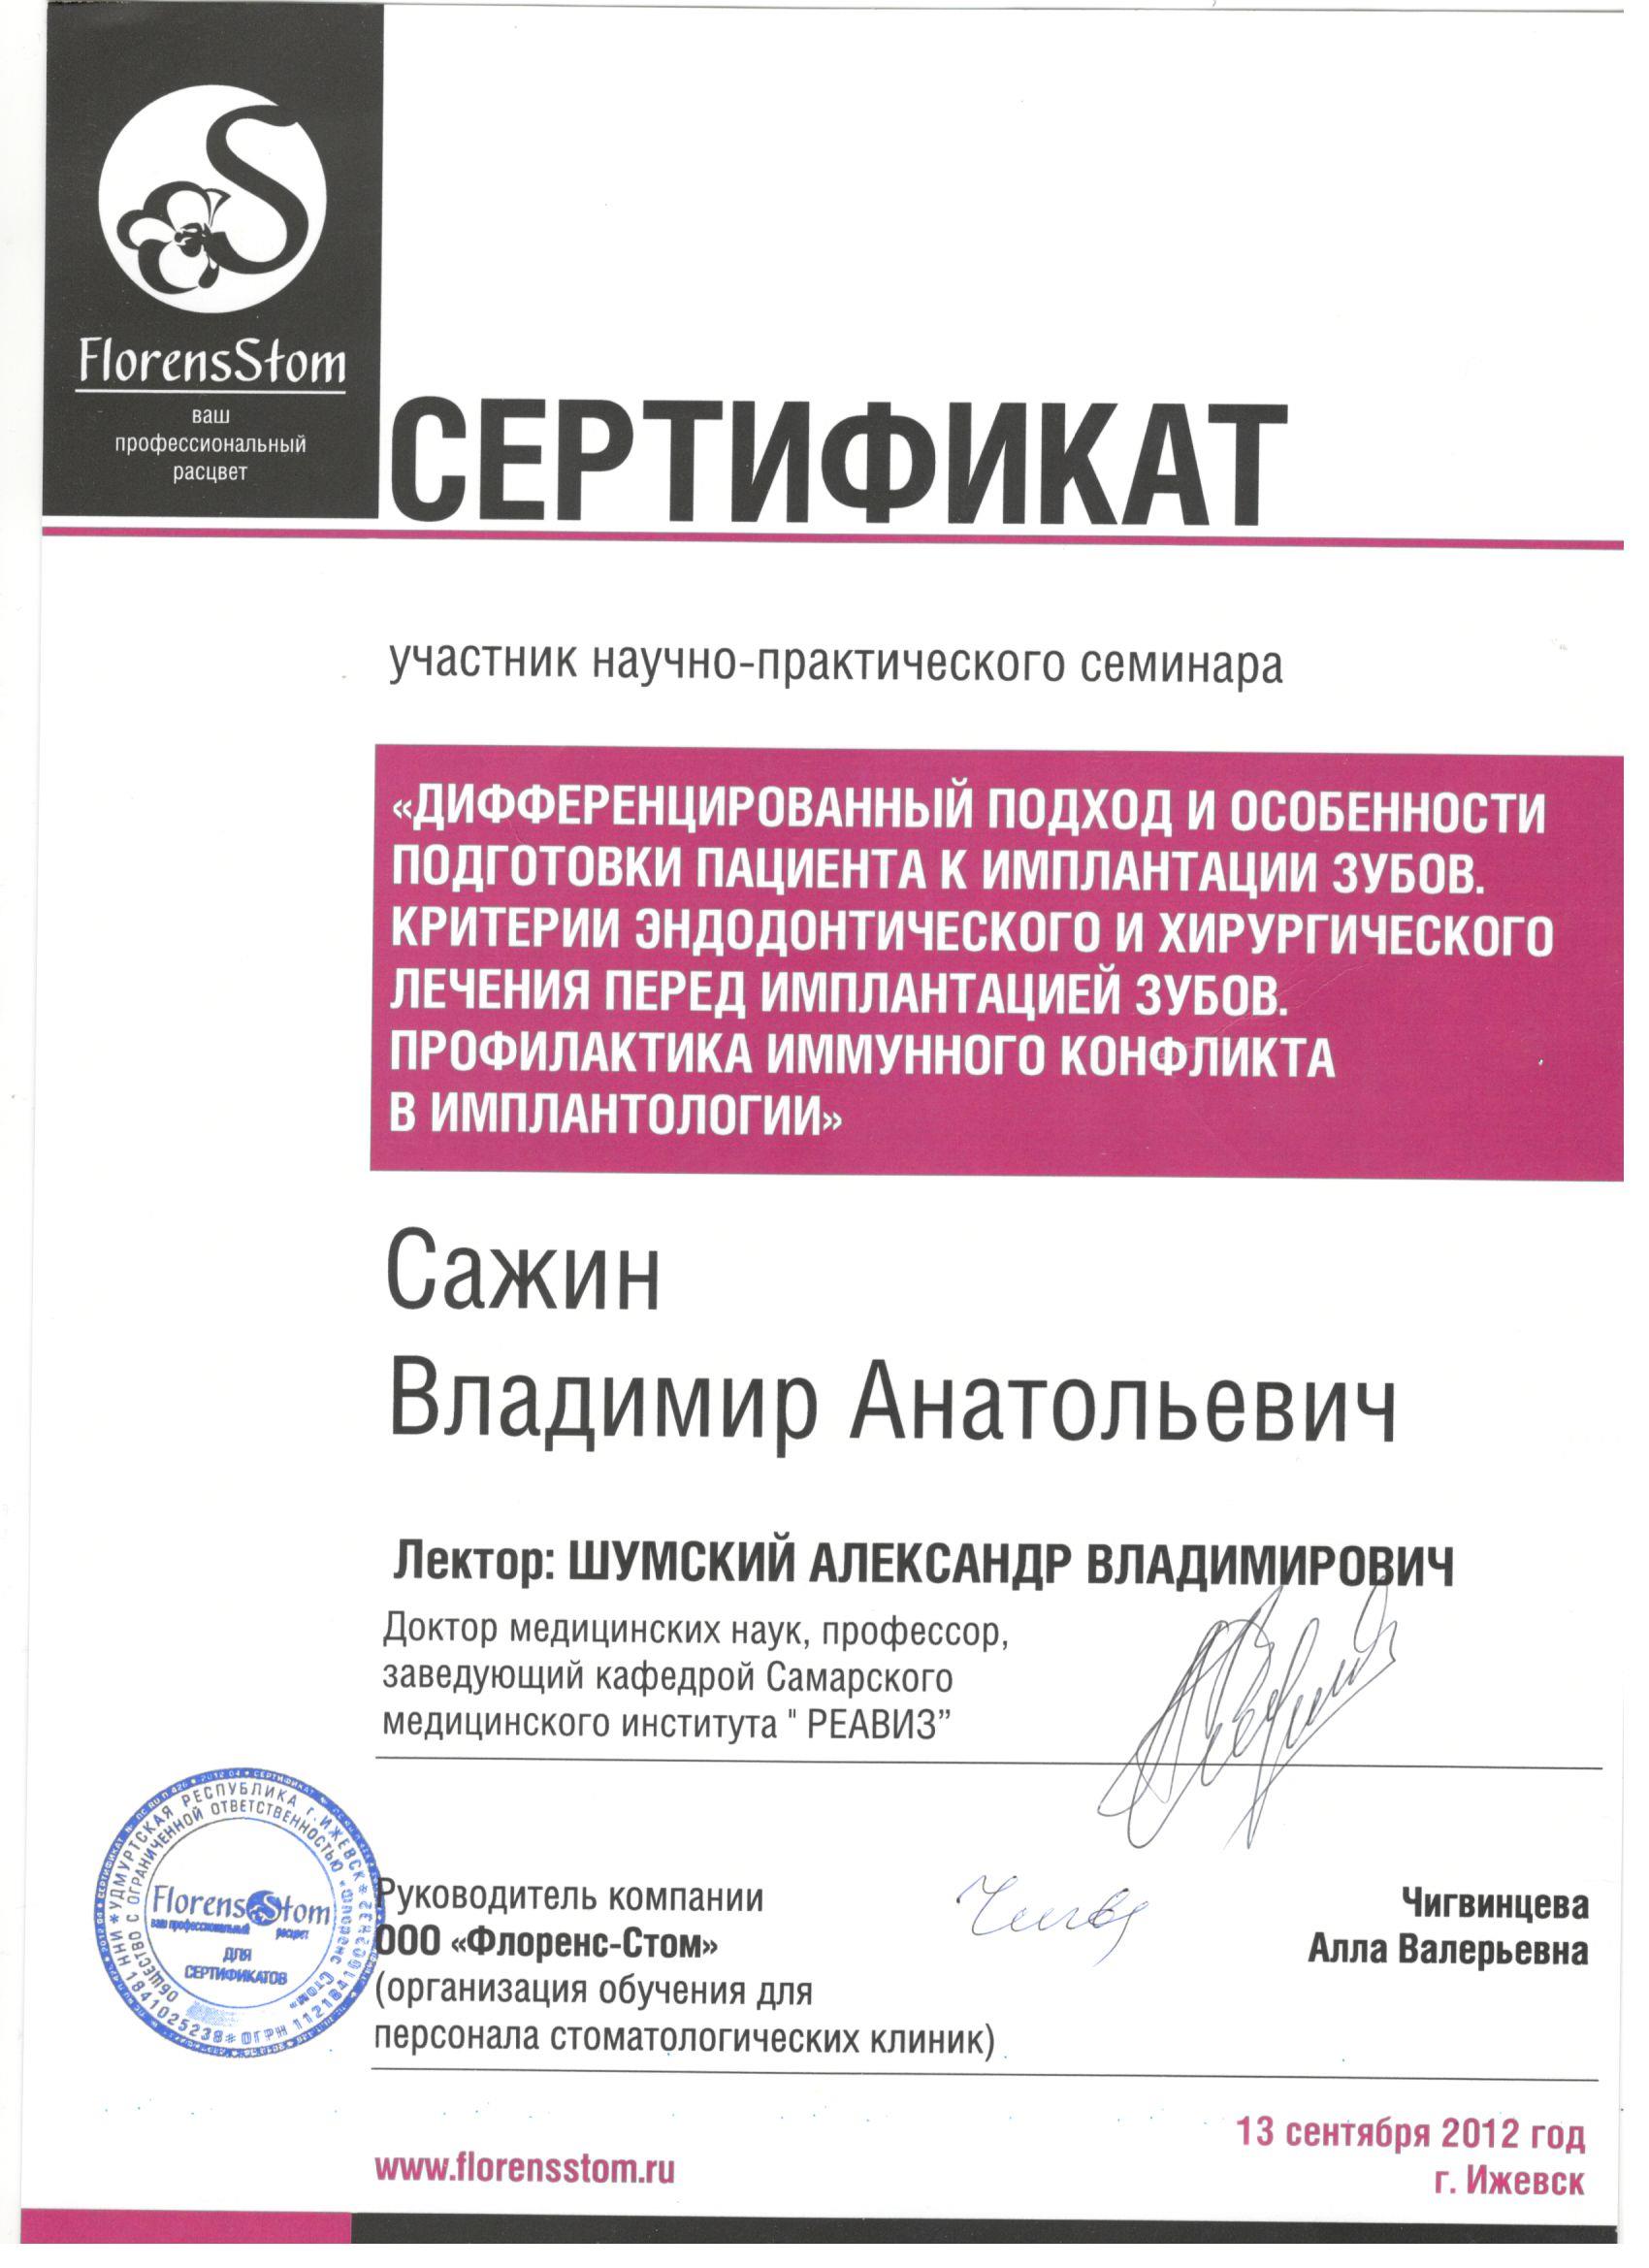 FlorensStom
ваш
профессиональный
расцвет
СЕРТИФИКАТ
участник научно-практического семинара
«ДИФФЕРЕНЦИРОВАННЫЙ ПОДХОД И ОСОБЕННОСТИ
ПОДГОТОВКИ ПАЦИЕНТА К ИМПЛАНТАЦИИ ЗУБОВ.
КРИТЕРИИ ЭНДОДОНТИЧЕСКОГО И ХИРУРГИЧЕСКОГО
ЛЕЧЕНИЯ ПЕРЕД ИМПЛАНТАЦИЕЙ ЗУБОВ.
ПРОФИЛАКТИКА ИММУННОГО КОНФЛИКТА
В ИМПЛАНТОЛОГИИ»
Сажин
Владимир Анатольевич
Лектор: ШУМСКИЙ АЛЕКСАНДР ВЛАДИМИРОВИЧ
Доктор медицинских наук, профессор,
заведующий кафедрой Самарского
медицинского института " РЕАВИЗ”
УДМУРТСКАЯ РЕСПУБЛИКА г. ИЖЕВСК
ОБЩЕСТВО С ОГРАНИЧЕННОЙ ОТВЕТСТВЕННОСТЬЮ «Флоренс Стом»
ИНН 1841025238 * ОГРН
FlorensStom
ваш профессиональный расцвет
ДЛЯ
СЕРТИФИКАТОВ
Руководитель компании
ООО «Флоренс-Стом»
(организация обучения для
персонала стоматологических клиник)
Чигвинцева
Алла Валерьевна
13 сентября 2012 год
г. Ижевск
www.florensstom.ru